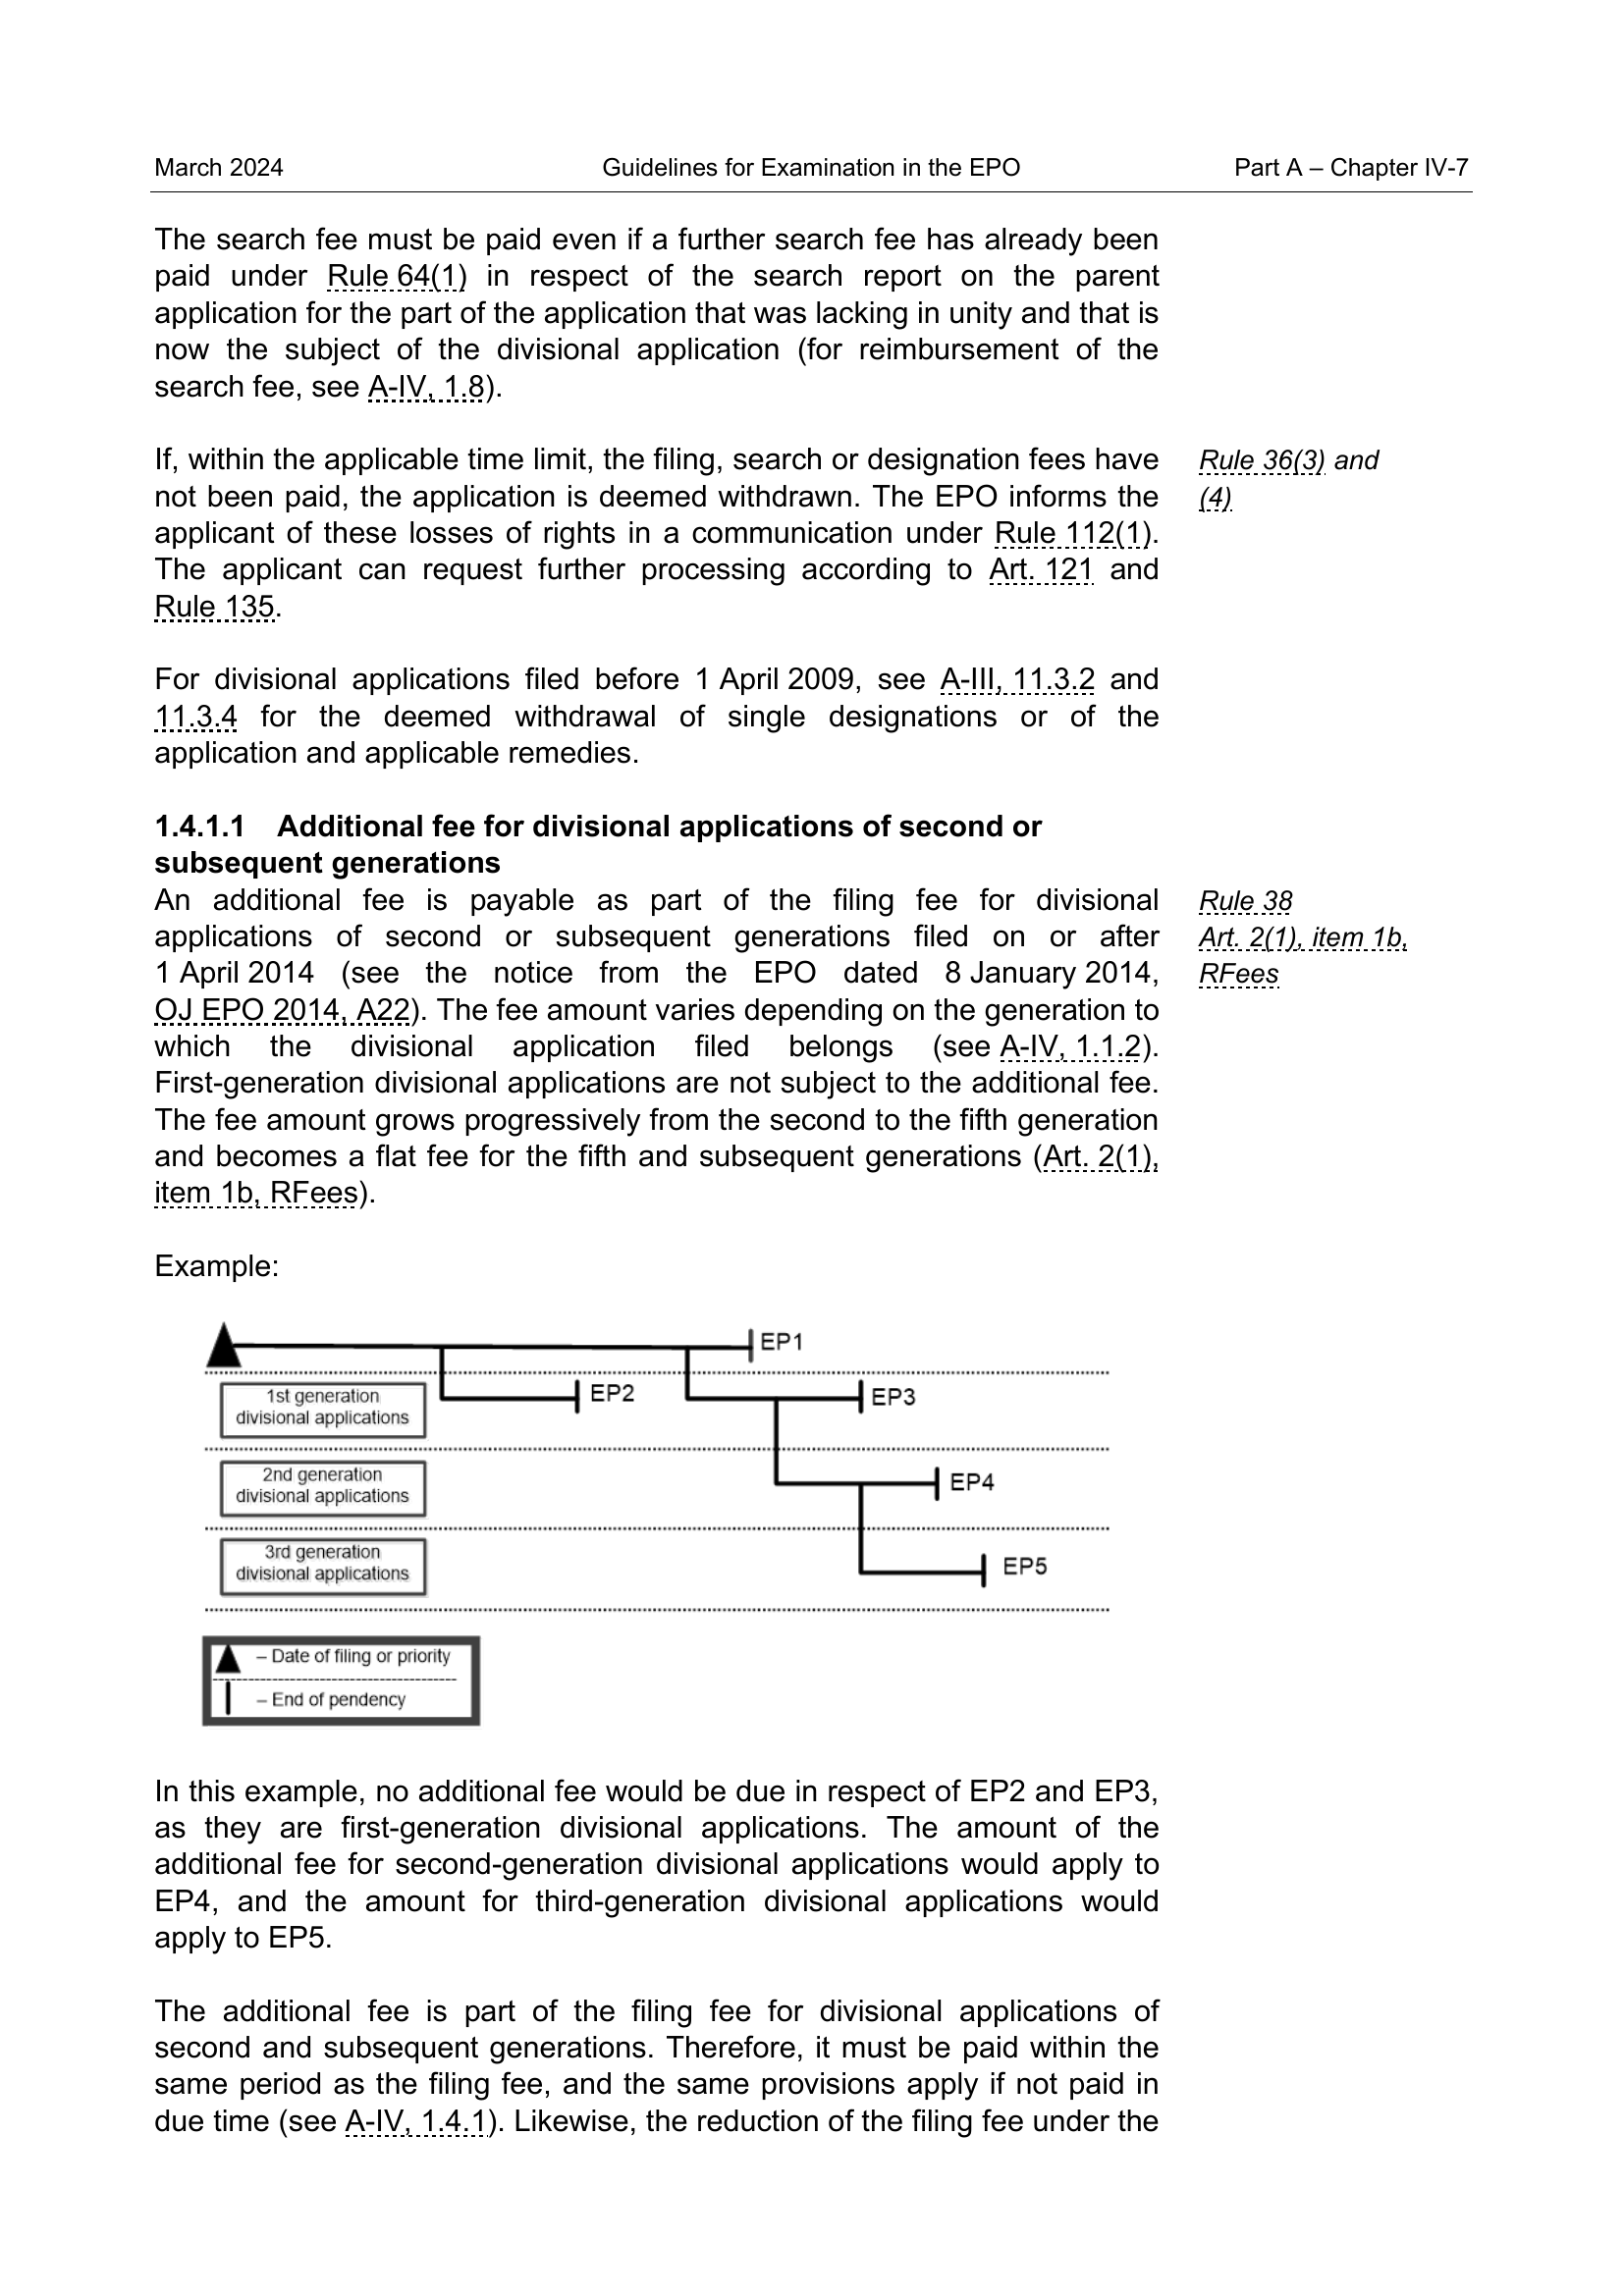 March 2024 Guidelines for Examination in the EPO Part A – Chapter IV-7
The search fee must be paid even if a further search fee has already been
paid under Rule 64(1) in respect of the search report on the parent
application for the part of the application that was lacking in unity and that is
now the subject of the divisional application (for reimbursement of the
search fee, see A-IV, 1.8).
If, within the applicable time limit, the filing, search or designation fees have
not been paid, the application is deemed withdrawn. The EPO informs the
applicant of these losses of rights in a communication under Rule 112(1).
The applicant can request further processing according to Art. 121 and
Rule 135.
Rule 36(3) and
(4)
For divisional applications filed before 1 April 2009, see A-III, 11.3.2 and
11.3.4 for the deemed withdrawal of single designations or of the
application and applicable remedies.
1.4.1.1 Additional fee for divisional applications of second or
subsequent generations
An additional fee is payable as part of the filing fee for divisional
applications of second or subsequent generations filed on or after
1 April 2014 (see the notice from the EPO dated 8 January 2014,
OJ EPO 2014, A22). The fee amount varies depending on the generation to
which the divisional application filed belongs (see A-IV, 1.1.2).
First-generation divisional applications are not subject to the additional fee.
The fee amount grows progressively from the second to the fifth generation
and becomes a flat fee for the fifth and subsequent generations (Art. 2(1),
item 1b, RFees).
Rule 38
Art. 2(1), item 1b,
RFees
Example:
EP1
1st generation
divisional applications
EP2
EP3
2nd generation
divisional applications
EP4
3rd generation
divisional applications
EP5
– Date of filing or priority
– End of pendency
In this example, no additional fee would be due in respect of EP2 and EP3,
as they are first-generation divisional applications. The amount of the
additional fee for second-generation divisional applications would apply to
EP4, and the amount for third-generation divisional applications would
apply to EP5.
The additional fee is part of the filing fee for divisional applications of
second and subsequent generations. Therefore, it must be paid within the
same period as the filing fee, and the same provisions apply if not paid in
due time (see A-IV, 1.4.1). Likewise, the reduction of the filing fee under the